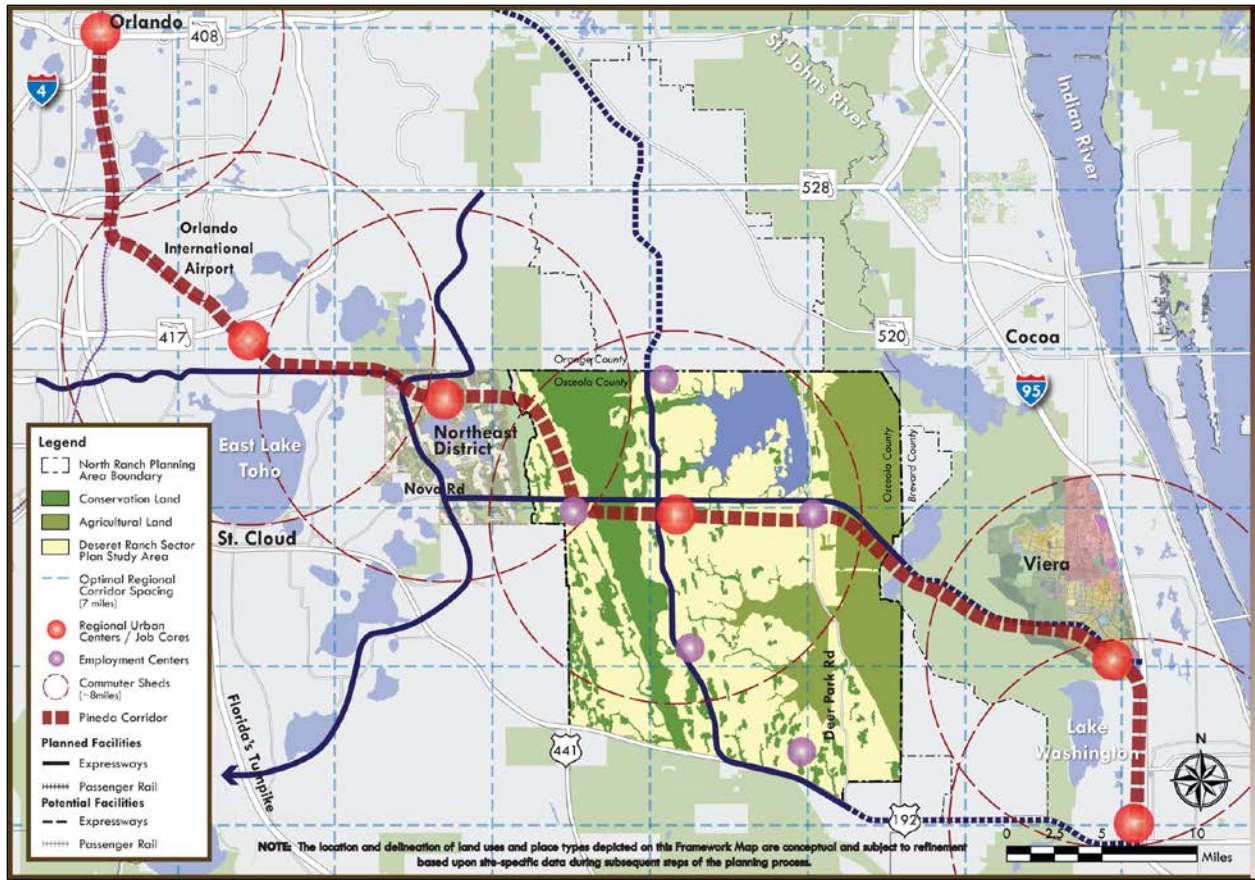 Orlando
408
4
St. Johns River
Indian River
528
Orlando
International
Airport
417
520
Cocoa
95
Orange County
Osceola County
Osceola County
Brevard County
Northeast
District
East Lake
Toho
Nova Rd
St. Cloud
Viera
Deer Park Rd
Lake
Washington
Florida's Turnpike
441
192
N
Legend
North Ranch Planning
Area Boundary
Conservation Land
Agricultural Land
Deseret Ranch Sector
Plan Study Area
Optimal Regional
Corridor Spacing
(7 miles)
Regional Urban
Centers / Job Cores
Employment Centers
Commuter Sheds
(~8miles)
Pineda Corridor
Planned Facilities
Expressways
Passenger Rail
Potential Facilities
Expressways
Passenger Rail
0 2.5 5 10
Miles
NOTE: The location and delineation of land uses and place types depicted on this Framework Map are conceptual and subject to refinement
based upon site-specific data during subsequent steps of the planning process.